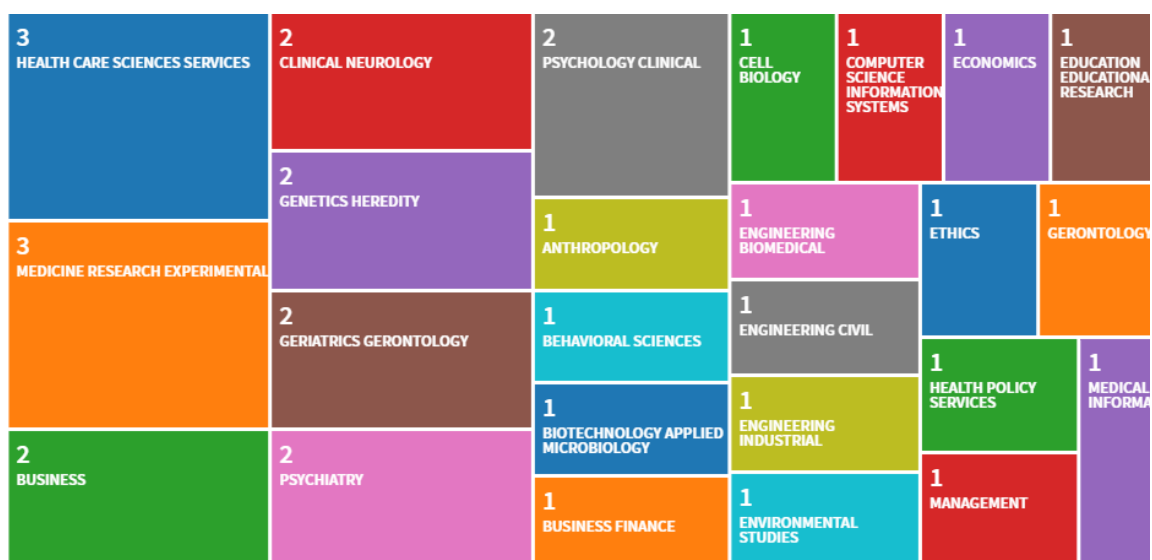 3
HEALTH CARE SCIENCES SERVICES
3
MEDICINE RESEARCH EXPERIMENTAL
2
BUSINESS
2
CLINICAL NEUROLOGY
2
GENETICS HEREDITY
2
GERIATRICS GERONTOLOGY
2
PSYCHIATRY
2
PSYCHOLOGY CLINICAL
1
ANTHROPOLOGY
1
BEHAVIORAL SCIENCES
1
BIOTECHNOLOGY APPLIED
MICROBIOLOGY
1
BUSINESS FINANCE
1
CELL
BIOLOGY
1
COMPUTER
SCIENCE
INFORMATION
SYSTEMS
1
ECONOMICS
1
EDUCATION
EDUCATIONA
RESEARCH
1
ENGINEERING
BIOMEDICAL
1
ENGINEERING CIVIL
1
ENGINEERING
INDUSTRIAL
1
ENVIRONMENTAL
STUDIES
1
ETHICS
1
GERONTOLOGY
1
HEALTH POLICY
SERVICES
1
MANAGEMENT
1
MEDICAL
INFORMA